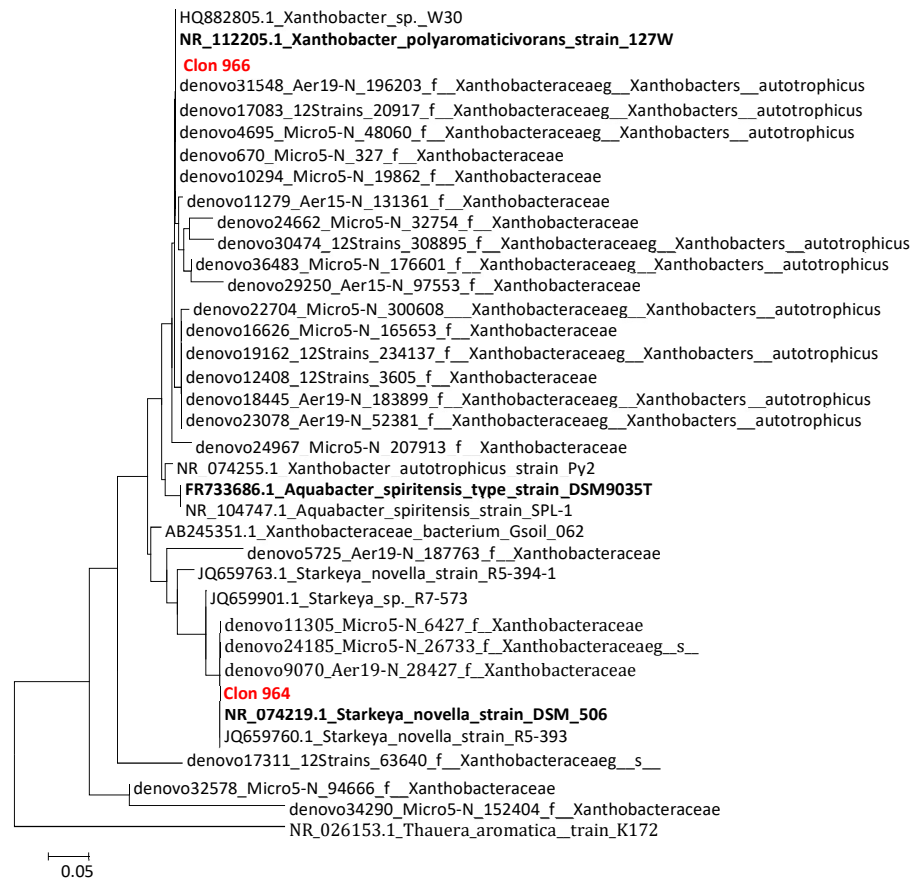 HQ882805.1_Xanthobacter_sp._W30
NR_112205.1_Xanthobacter_polyaromaticivorans_strain_127W
Clon 966
denovo31548_Aer19-N_196203_f__Xanthobacteraceaeg__Xanthobacters__autotrophicus
denovo17083_12Strains_20917_f__Xanthobacteraceaeg__Xanthobacters__autotrophicus
denovo4695_Micro5-N_48060_f__Xanthobacteraceaeg__Xanthobacters__autotrophicus
denovo670_Micro5-N_327_f__Xanthobacteraceae
denovo10294_Micro5-N_19862_f__Xanthobacteraceae
denovo11279_Aer15-N_131361_f__Xanthobacteraceae
denovo24662_Micro5-N_32754_f__Xanthobacteraceae
denovo30474_12Strains_308895_f__Xanthobacteraceaeg__Xanthobacters__autotrophicus
denovo36483_Micro5-N_176601_f__Xanthobacteraceaeg__Xanthobacters__autotrophicus
denovo29250_Aer15-N_97553_f__Xanthobacteraceae
denovo22704_Micro5-N_300608___Xanthobacteraceaeg__Xanthobacters__autotrophicus
denovo16626_Micro5-N_165653_f__Xanthobacteraceae
denovo19162_12Strains_234137_f__Xanthobacteraceaeg__Xanthobacters__autotrophicus
denovo12408_12Strains_3605_f__Xanthobacteraceae
denovo18445_Aer19-N_183899_f__Xanthobacteraceaeg__Xanthobacters__autotrophicus
denovo23078_Aer19-N_52381_f__Xanthobacteraceaeg__Xanthobacters__autotrophicus
denovo24967_Micro5-N_207913_f__Xanthobacteraceae
NR_074255.1_Xanthobacter_autotrophicus_strain_Py2
FR733686.1_Aquabacter_spiritensis_type_strain_DSM9035T
NR_104747.1_Aquabacter_spiritensis_strain_SPL-1
AB245351.1_Xanthobacteraceae_bacterium_Gsoil_062
denovo5725_Aer19-N_187763_f__Xanthobacteraceae
JQ659763.1_Starkeya_novella_strain_R5-394-1
JQ659901.1_Starkeya_sp._R7-573
denovo11305_Micro5-N_6427_f__Xanthobacteraceae
denovo24185_Micro5-N_26733_f__Xanthobacteraceaeg__s__
denovo9070_Aer19-N_28427_f__Xanthobacteraceae
Clon 964
NR_074219.1_Starkeya_novella_strain_DSM_506
JQ659760.1_Starkeya_novella_strain_R5-393
denovo17311_12Strains_63640_f__Xanthobacteraceaeg__s__
denovo32578_Micro5-N_94666_f__Xanthobacteraceae
denovo34290_Micro5-N_152404_f__Xanthobacteraceae
NR_026153.1_Thauera_aromatica__train_K172
0.05